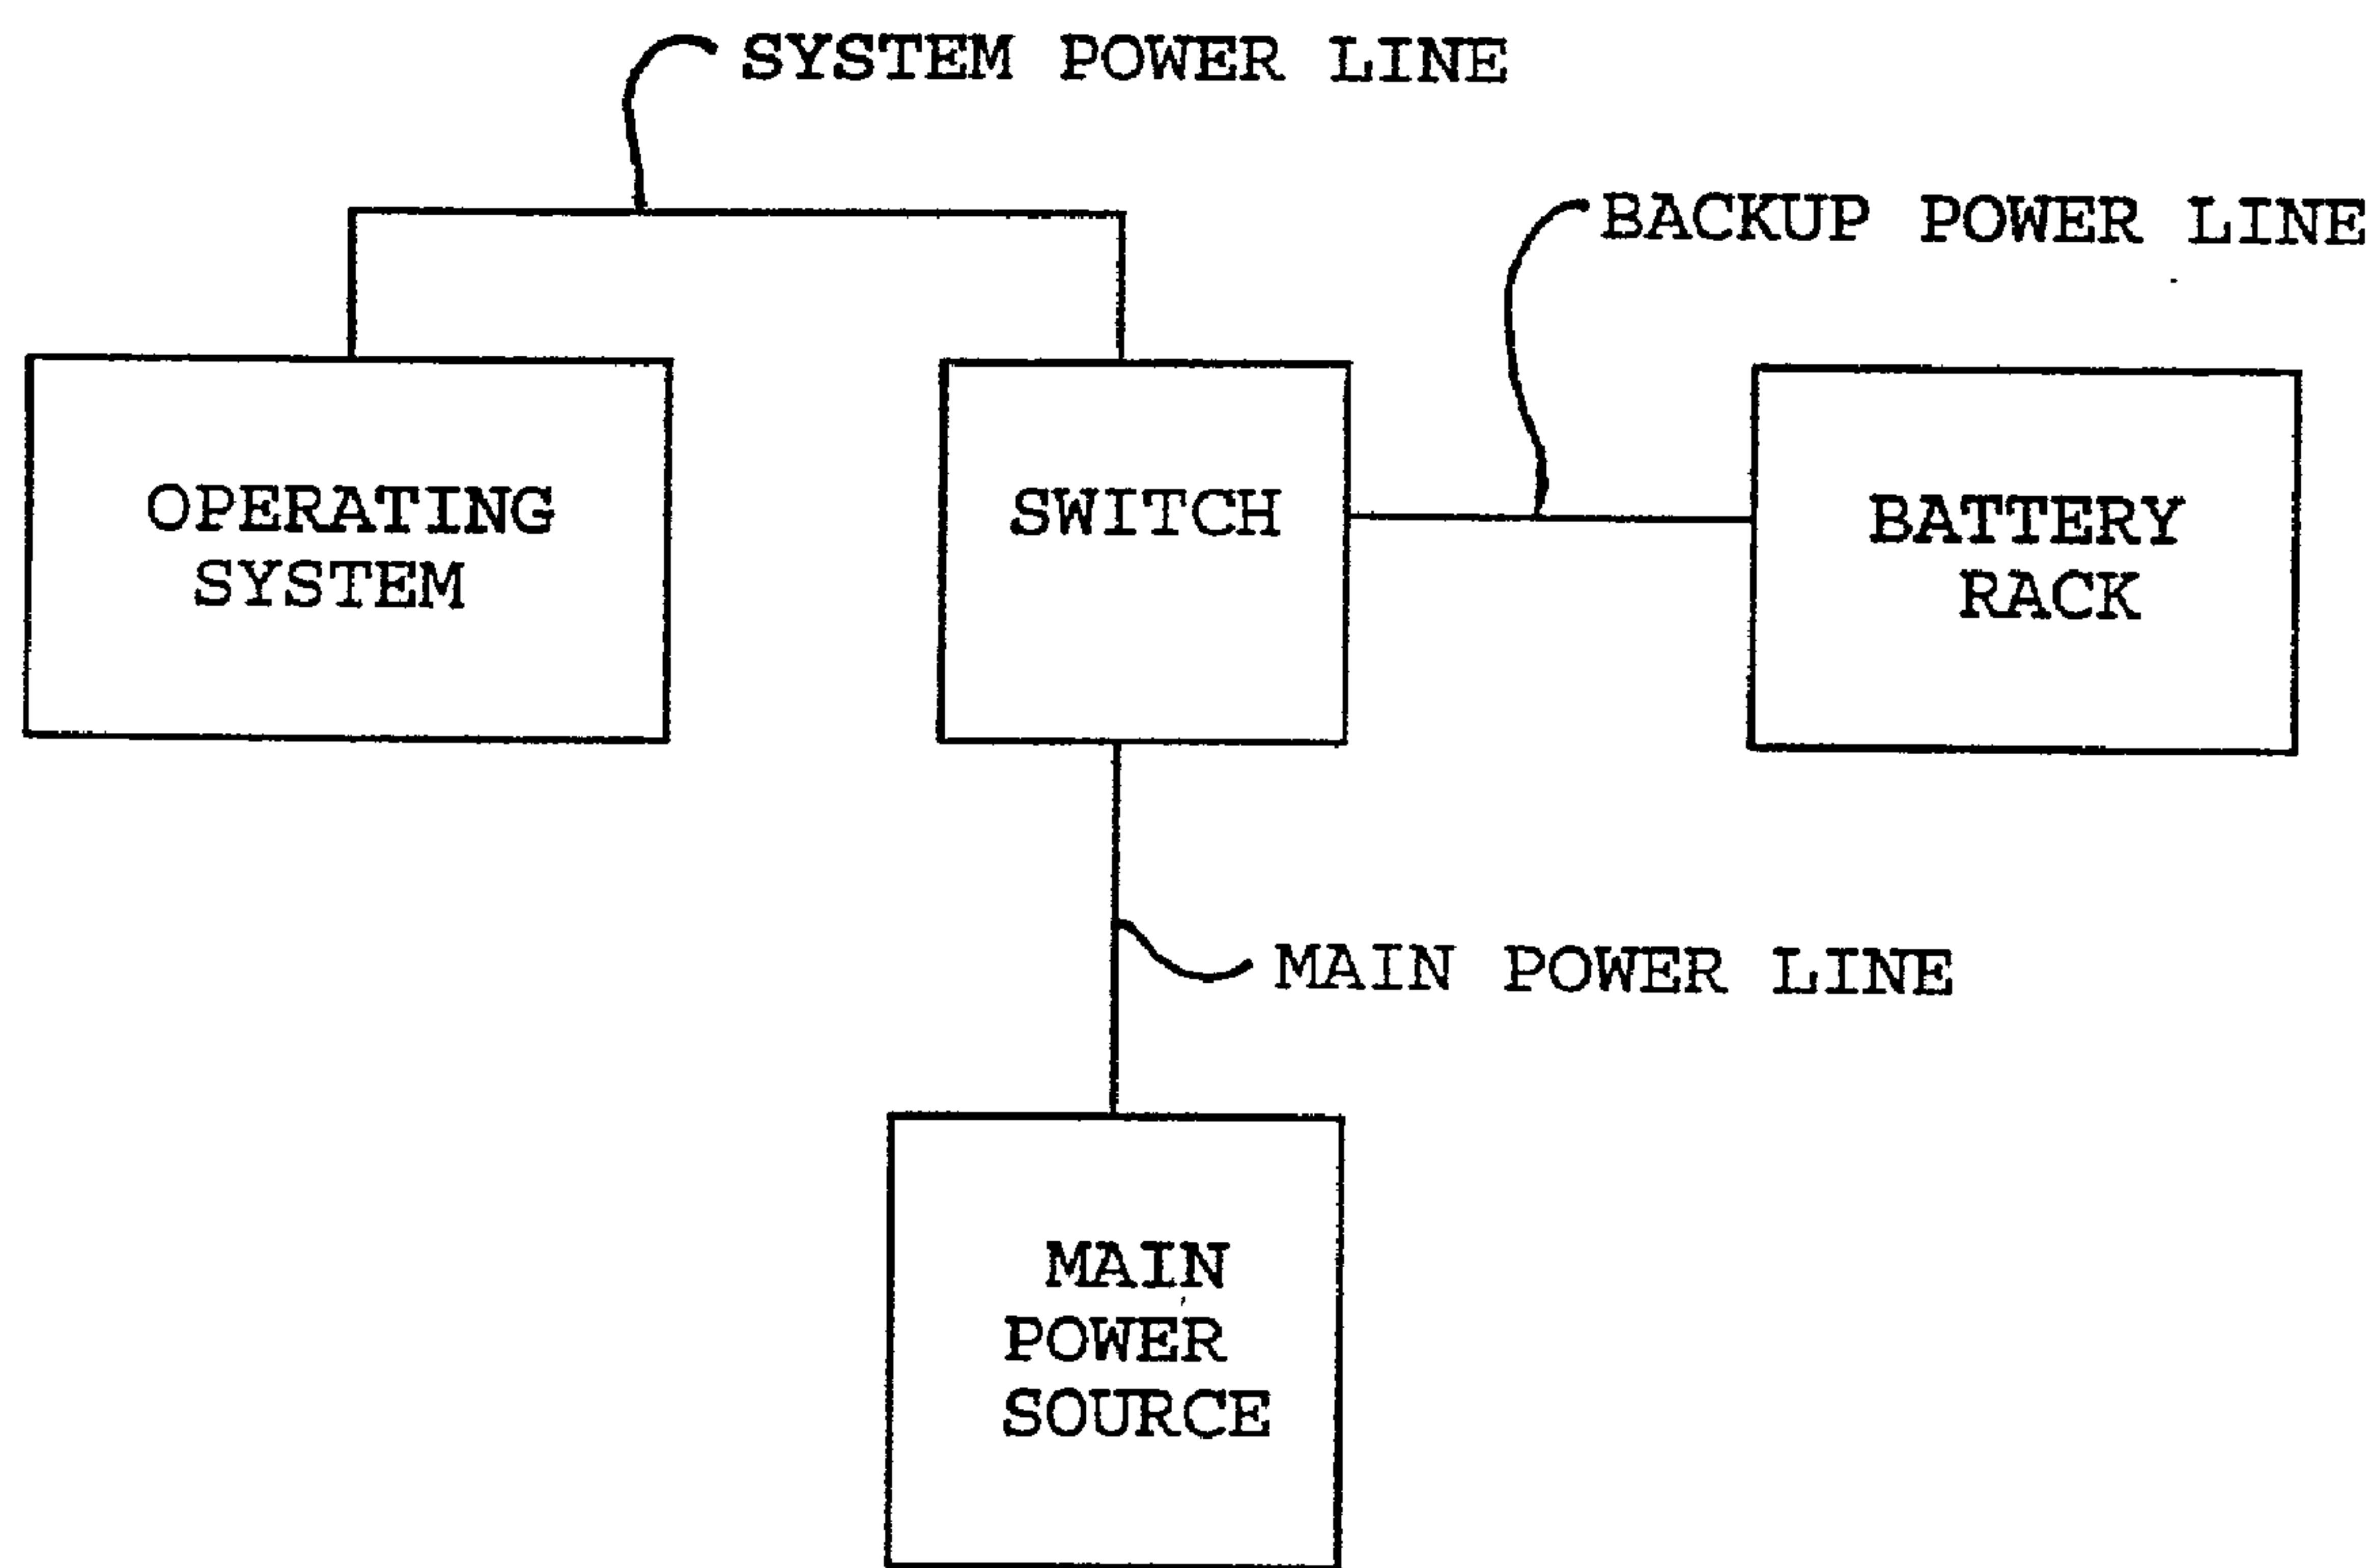 SYSTEM POWER LINE
BACKUP POWER LINE
OPERATING
SYSTEM
SWITCH
BATTERY
RACK
MAIN POWER LINE
MAIN
POWER
SOURCE